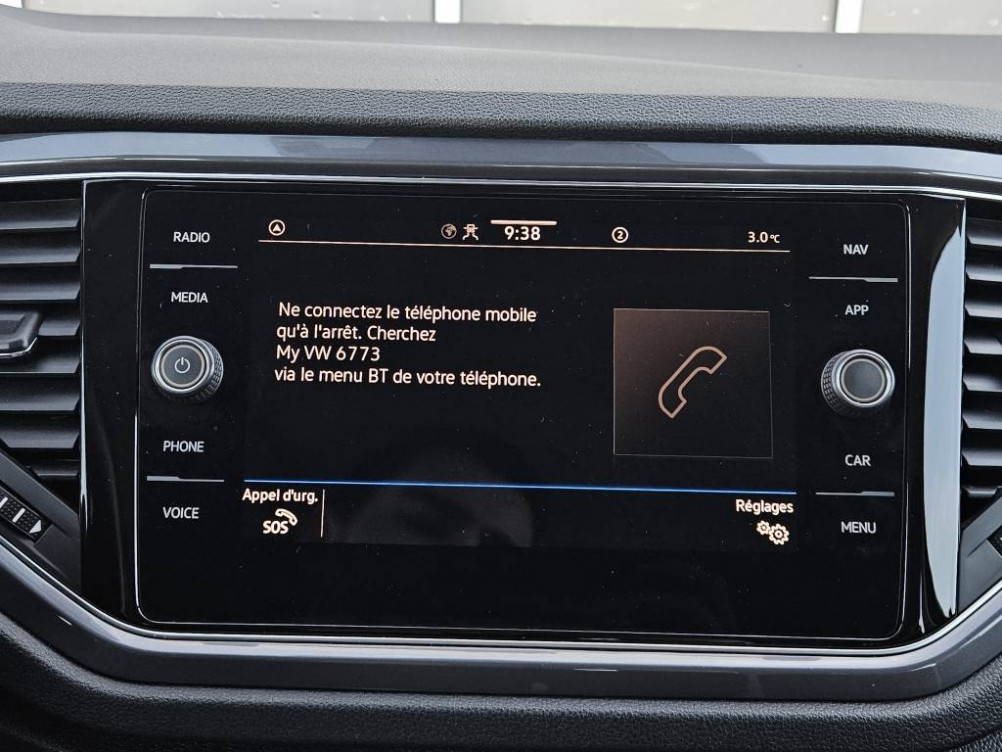 RADIO
MEDIA
PHONE
VOICE
9:38
2
3.0°C
Ne connectez le téléphone mobile
qu'à l'arrêt. Cherchez
My VW 6773
via le menu BT de votre téléphone.
Appel d'urg.
SOS
Réglages
NAV
APP
CAR
MENU